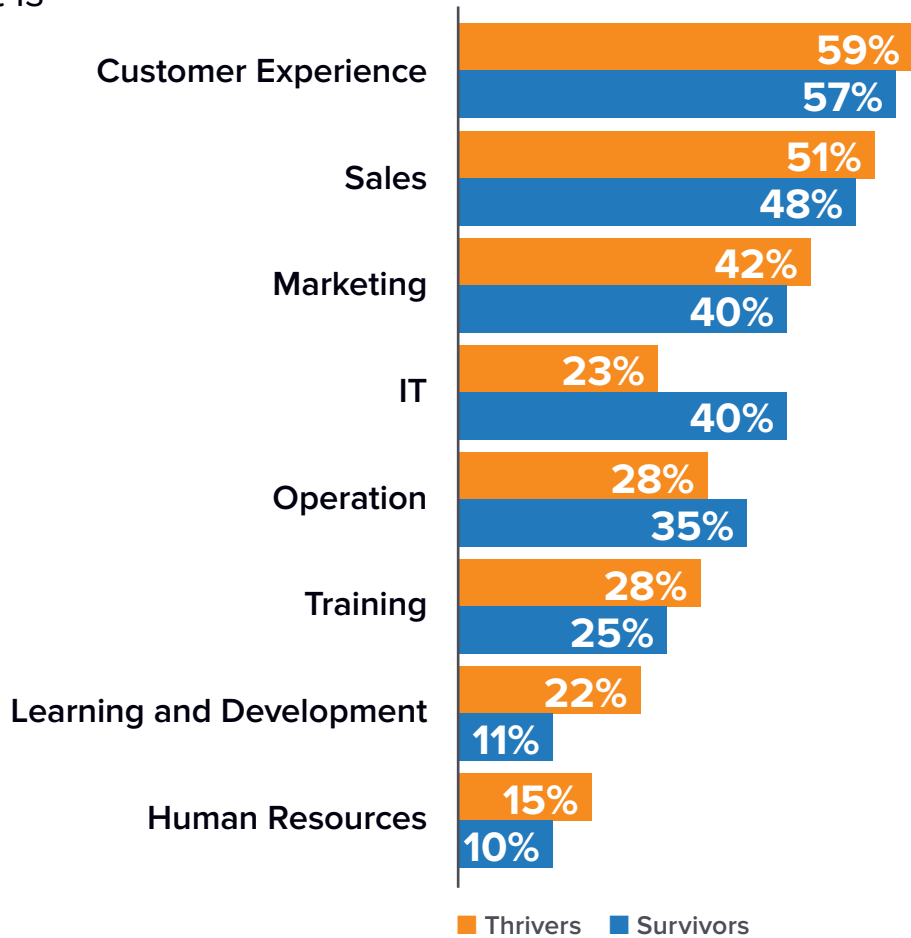 Customer Experience
59%
57%
Sales
51%
48%
Marketing
42%
40%
IT
23%
40%
Operation
28%
35%
Training
28%
25%
Learning and Development
22%
11%
Human Resources
15%
10%
Thrivers Survivors